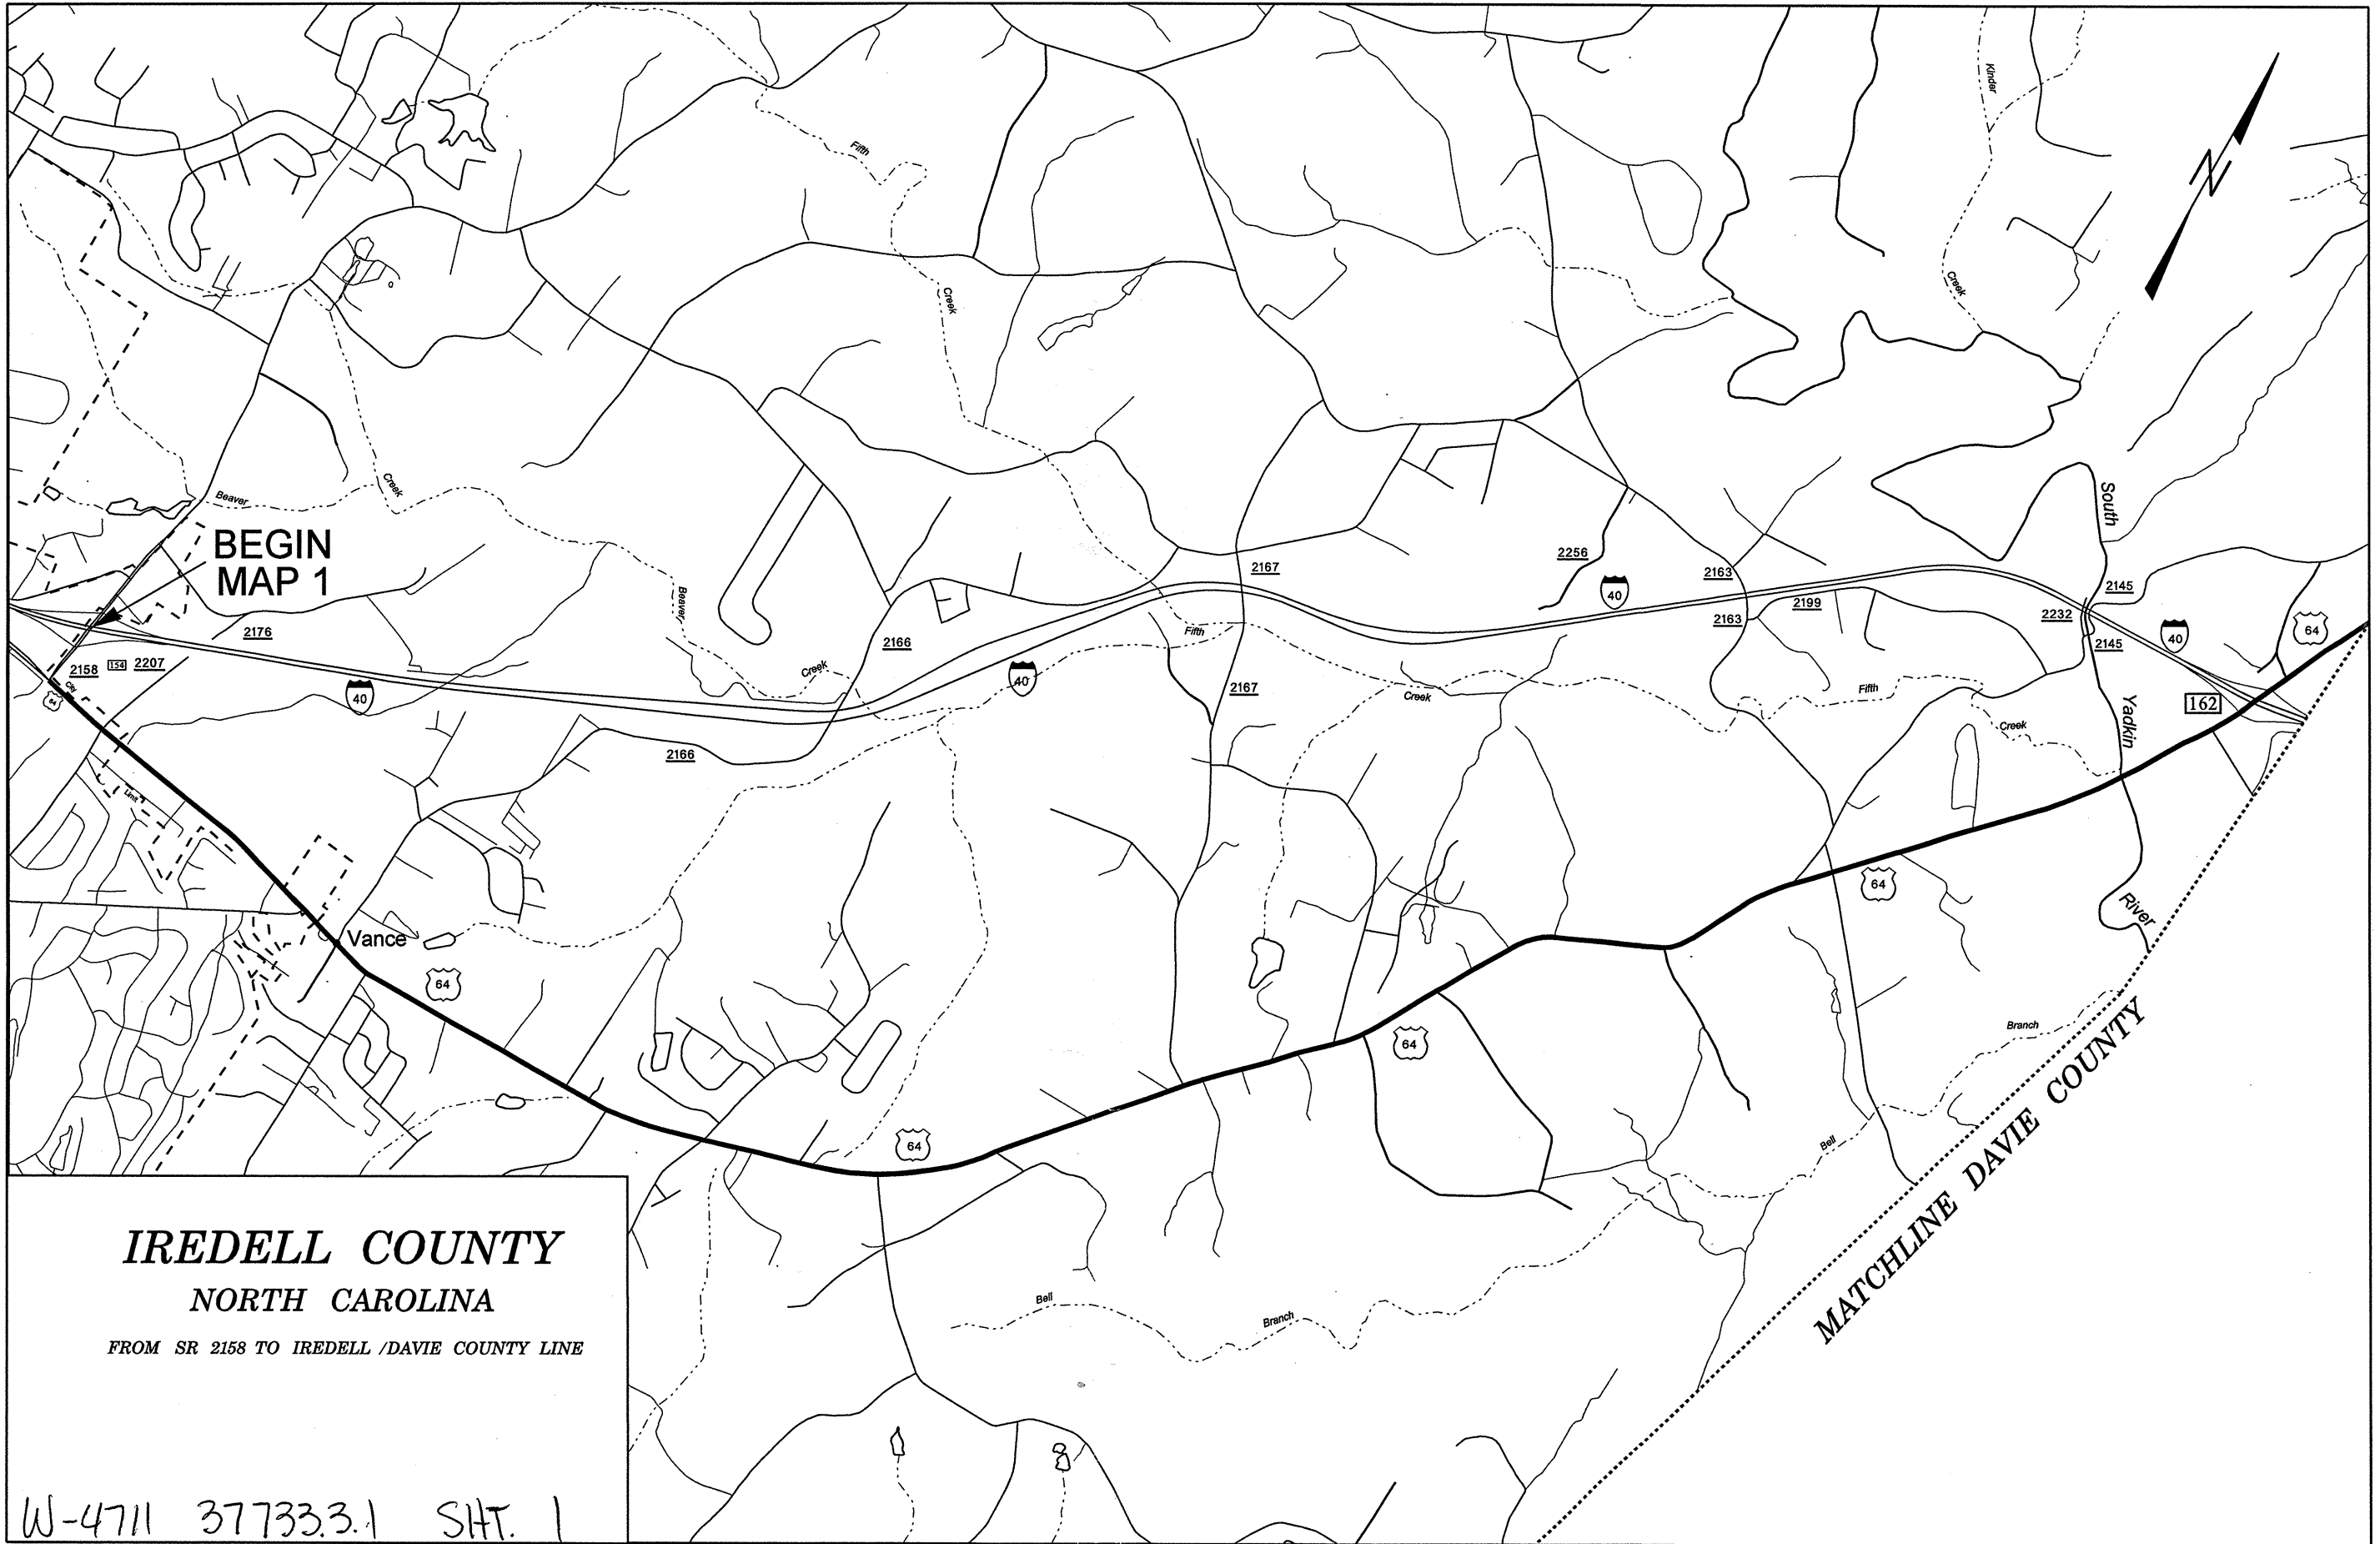 Kinder
N
Fifth
Creek
Creek
South
Creek
Beaver
BEGIN
MAP 1
2256
2167
2163
40
2145
Beaver
2199
2163
2232
64
2176
Fifth
40
2166
2145
2158 154 2207
Creek
40
Fifth
2167
40
Creek
162
City
64
Creek
Yadkin
2166
Limit
64
River
Vance
64
Branch
64
64
Bell
MATCHLINE DAVIE COUNTY
Bell
Branch
IREDELL COUNTY
NORTH CAROLINA
FROM SR 2158 TO IREDELL /DAVIE COUNTY LINE
W-4711 37733.3.1 SHT. 1